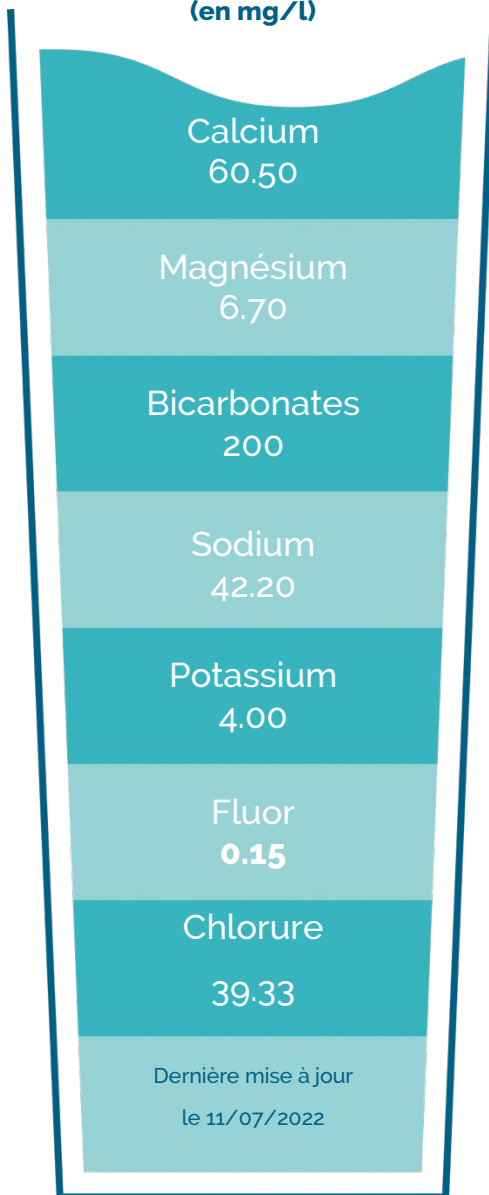 (en mg/l)
Calcium
60.50
Magnésium
6.70
Bicarbonates
200
Sodium
42.20
Potassium
4.00
Fluor
0.15
Chlorure
39.33
Dernière mise à jour
le 11/07/2022